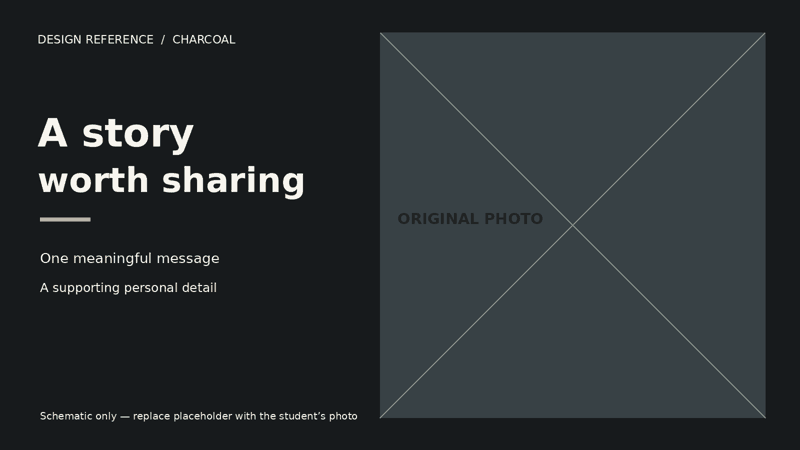 DESIGN REFERENCE / CHARCOAL
A story
worth sharing
ORIGINAL PHOTO
One meaningful message
A supporting personal detail
Schematic only — replace placeholder with the student’s photo